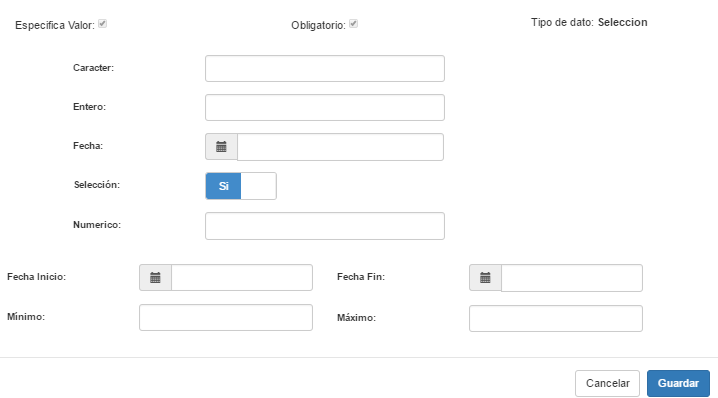 Especifica Valor: Obligatorio: Tipo de dato: Seleccion
Caracter:
Entero:
Fecha:
Selección: Si
Numerico:
Fecha Inicio: Fecha Fin:
Mínimo: Máximo:
Cancelar Guardar